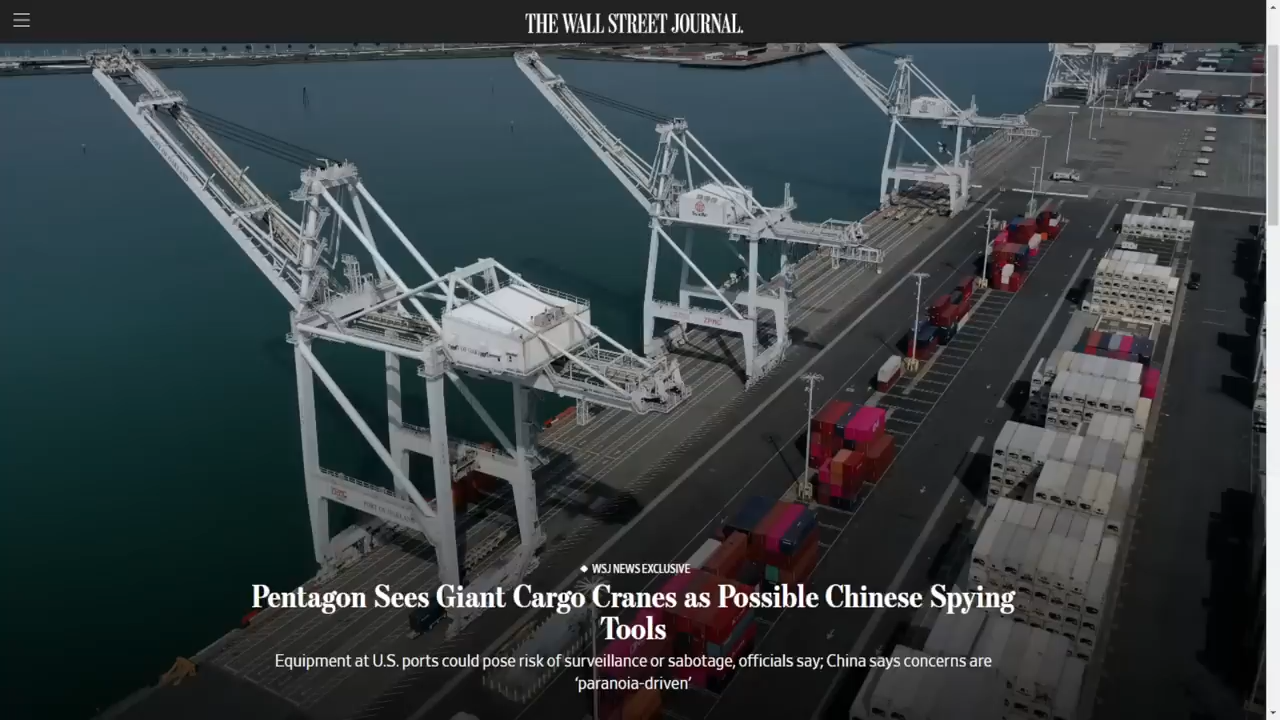 THE WALL STREET JOURNAL.
WSJ NEWS EXCLUSIVE
Pentagon Sees Giant Cargo Cranes as Possible Chinese Spying
Tools
Equipment at U.S. ports could pose risk of surveillance or sabotage, officials say; China says concerns are
‘paranoia-driven’